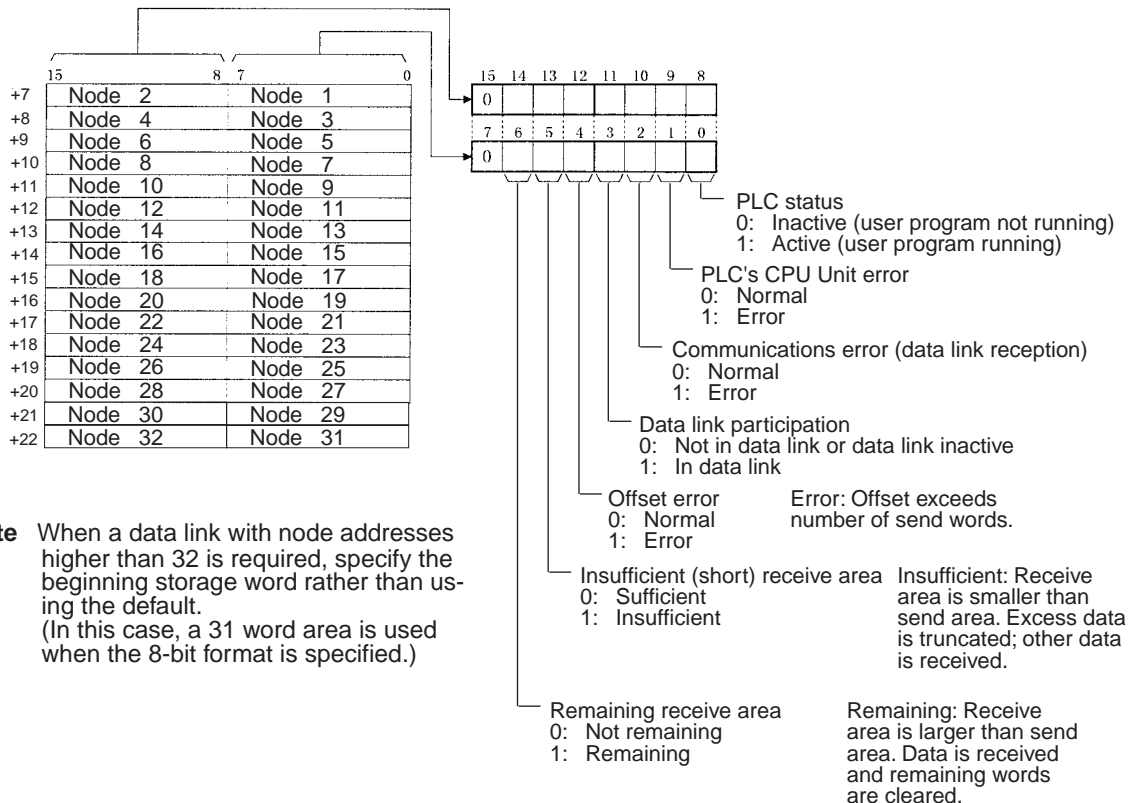 15 8 7 0
+7 Node 2 Node 1
+8 Node 4 Node 3
+9 Node 6 Node 5
+10 Node 8 Node 7
+11 Node 10 Node 9
+12 Node 12 Node 11
+13 Node 14 Node 13
+14 Node 16 Node 15
+15 Node 18 Node 17
+16 Node 20 Node 19
+17 Node 22 Node 21
+18 Node 24 Node 23
+19 Node 26 Node 25
+20 Node 28 Node 27
+21 Node 30 Node 29
+22 Node 32 Node 31
15 14 13 12 11 10 9 8
0
7 6 5 4 3 2 1 0
0
PLC status
0: Inactive (user program not running)
1: Active (user program running)
PLC's CPU Unit error
0: Normal
1: Error
Communications error (data link reception)
0: Normal
1: Error
Data link participation
0: Not in data link or data link inactive
1: In data link
Offset error
0: Normal
1: Error
Error: Offset exceeds
number of send words.
Insufficient (short) receive area
0: Sufficient
1: Insufficient
Insufficient: Receive
area is smaller than
send area. Excess data
is truncated; other data
is received.
Remaining receive area
0: Not remaining
1: Remaining
Remaining: Receive
area is larger than send
area. Data is received
and remaining words
are cleared.
te When a data link with node addresses
higher than 32 is required, specify the
beginning storage word rather than us-
ing the default.
(In this case, a 31 word area is used
when the 8-bit format is specified.)